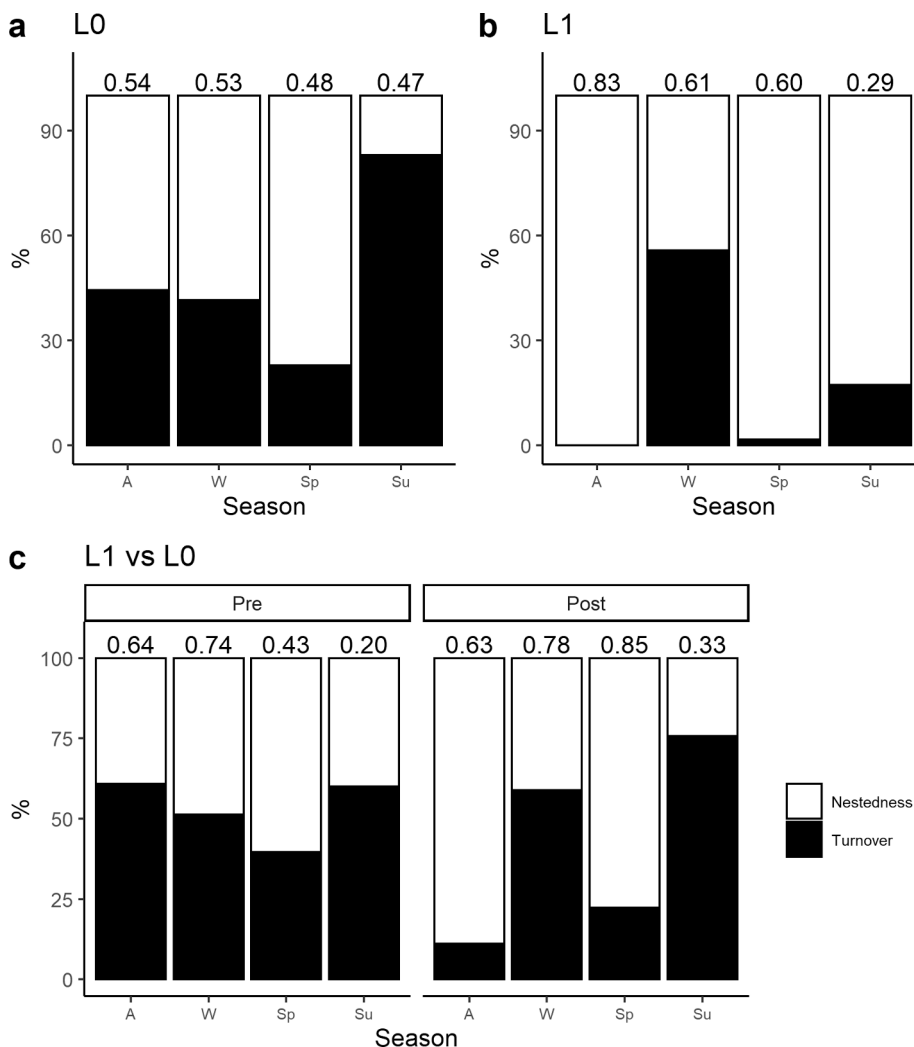 a L0
0.54 0.53 0.48 0.47
90
60
30
0
%
A W Sp Su
Season
b L1
0.83 0.61 0.60 0.29
90
60
30
0
%
A W Sp Su
Season
c L1 vs L0
Pre Post
0.64 0.74 0.43 0.20 0.63 0.78 0.85 0.33
100
75
50
25
0
%
A W Sp Su A W Sp Su
Season
Nestedness
Turnover